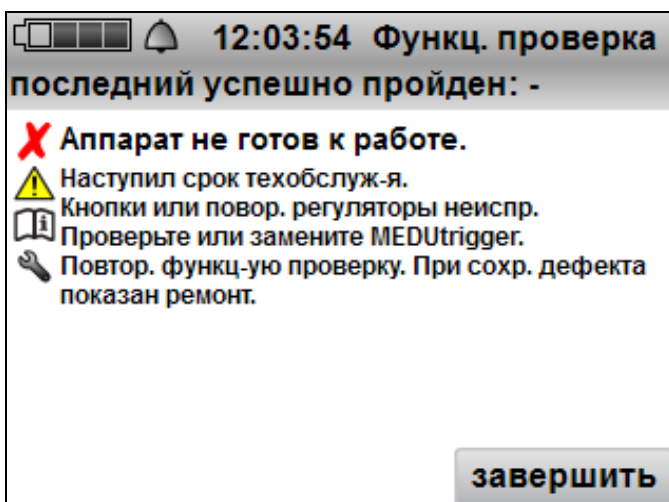 12:03:54 Функц. проверка
последний успешно пройден: -
Аппарат не готов к работе.
Наступил срок техобслуж-я.
Кнопки или повор. регуляторы неиспр.
Проверьте или замените MEDUtrigger.
Повтор. функц-ую проверку. При сохр. дефекта
показан ремонт.
завершить